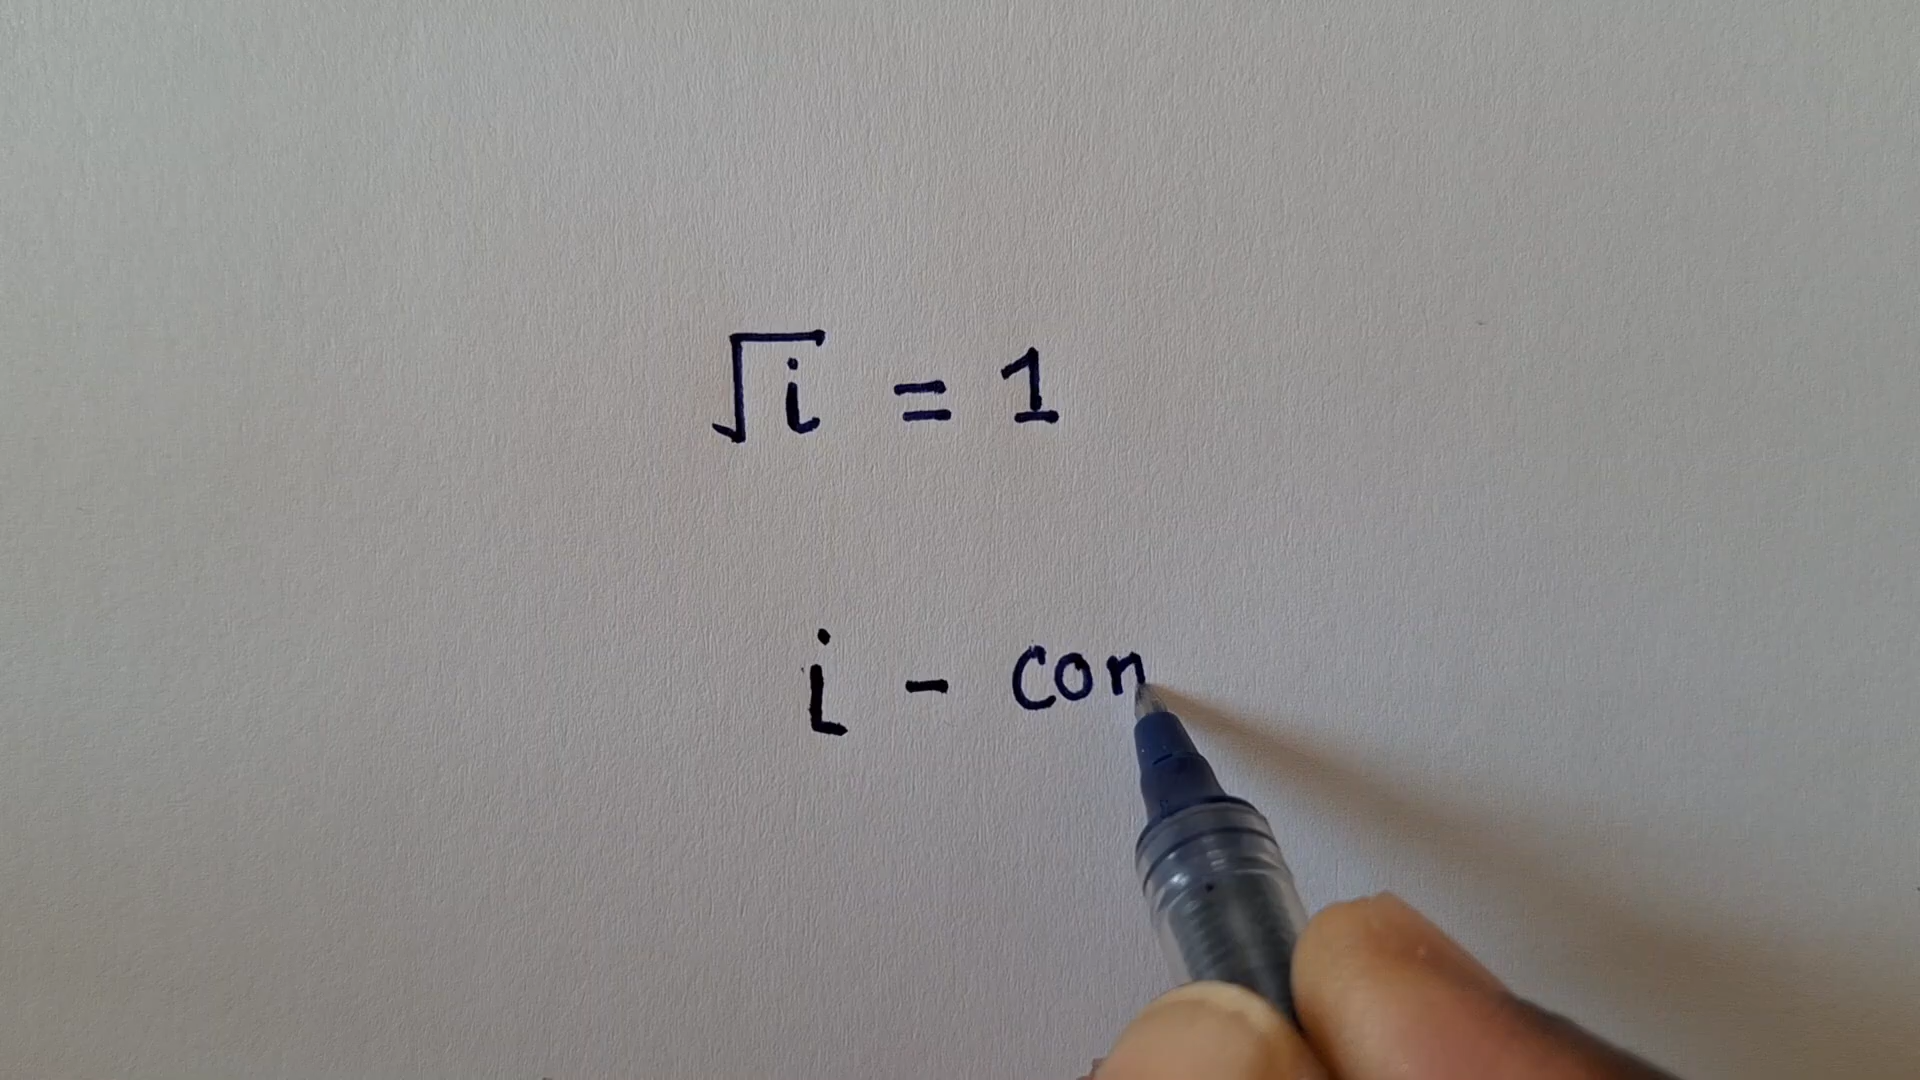 √i = 1
i - con